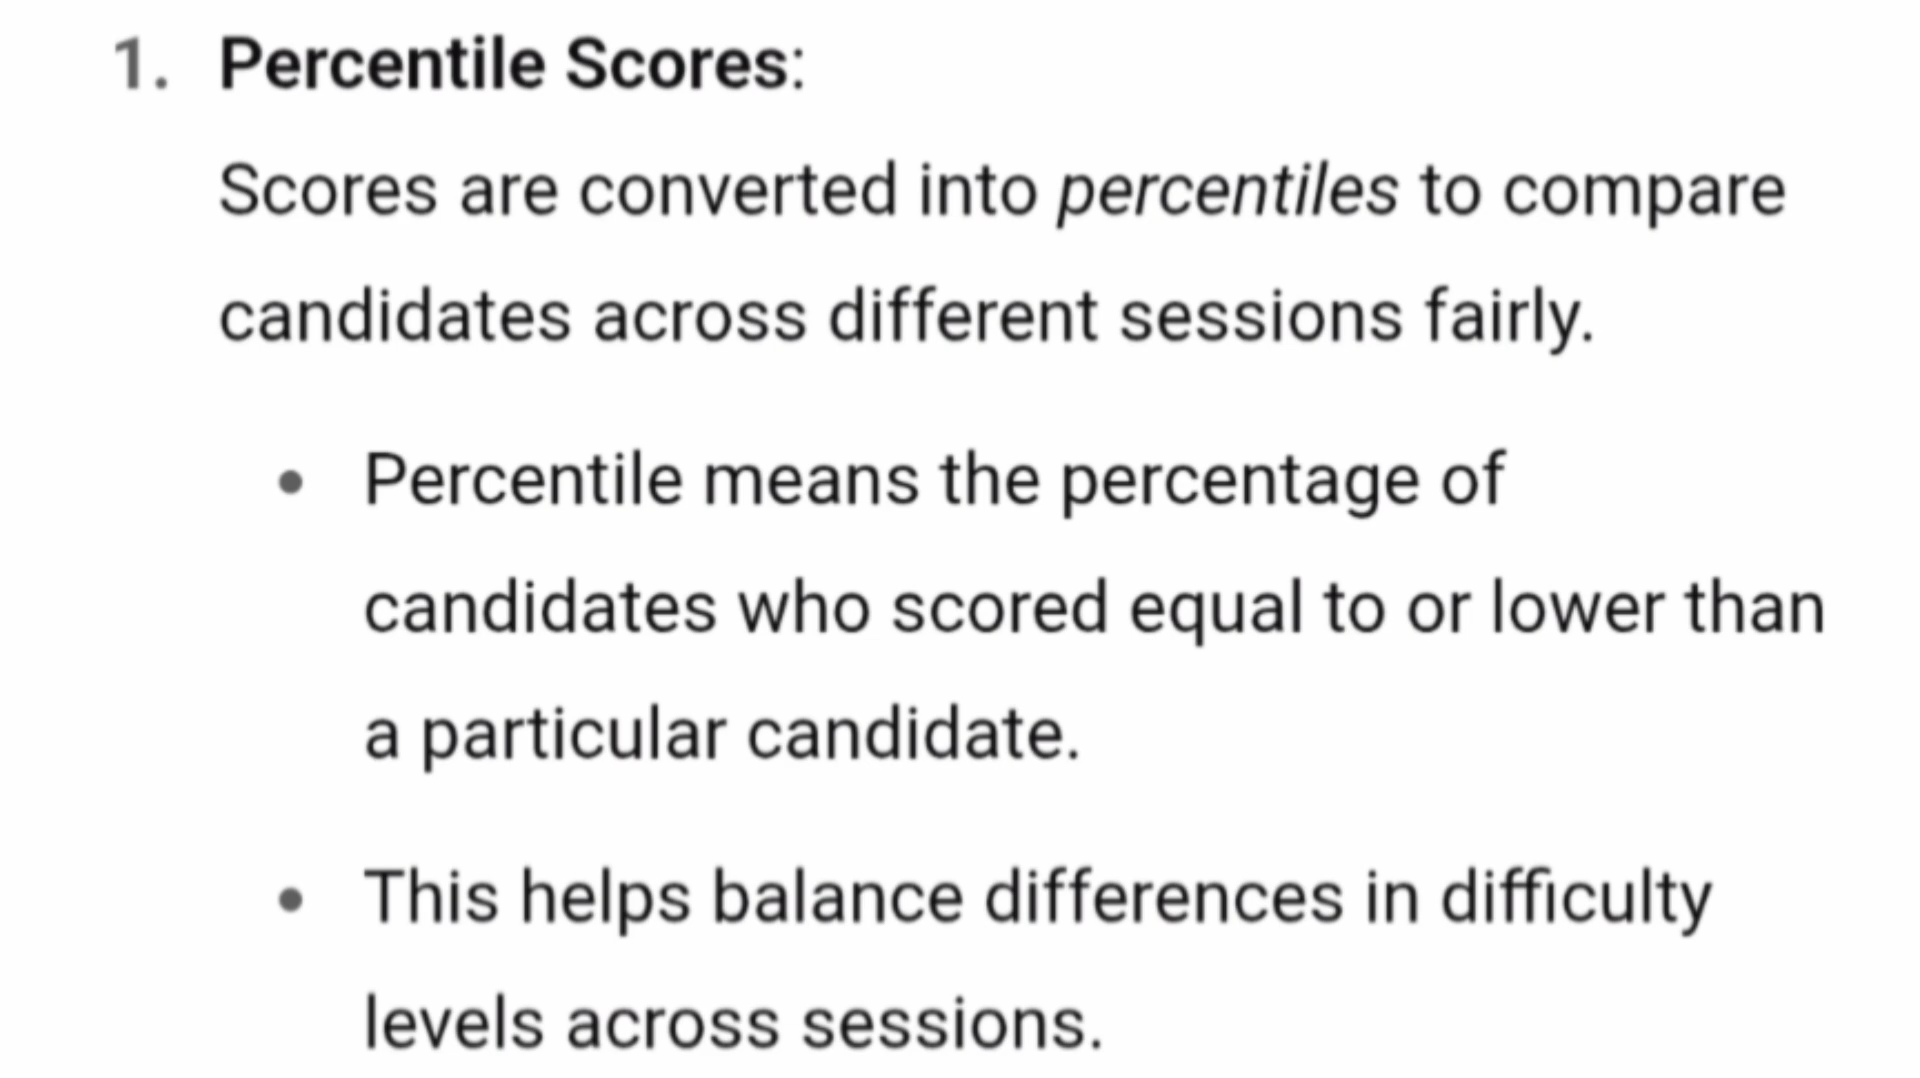 1. Percentile Scores:
Scores are converted into percentiles to compare
candidates across different sessions fairly.
• Percentile means the percentage of
candidates who scored equal to or lower than
a particular candidate.
• This helps balance differences in difficulty
levels across sessions.